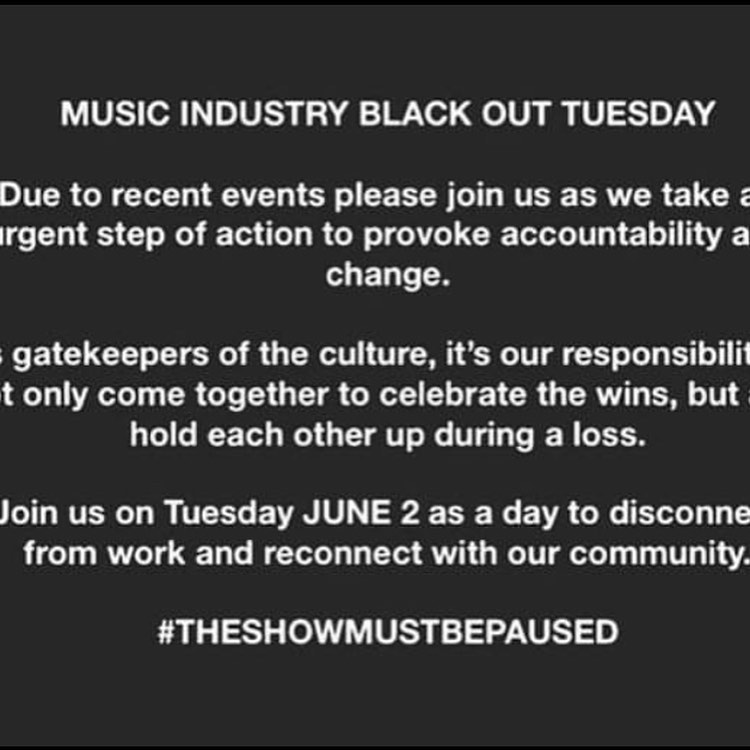 MUSIC INDUSTRY BLACK OUT TUESDAY
Due to recent events please join us as we take
urgent step of action to provoke accountability
change.
gatekeepers of the culture, it's our
only come together to celebrate the wins, but
hold each other up during a loss.
Join us on Tuesday JUNE 2 as a day to
from work and reconnect with our community.
#THESHOWMUSTBEPAUSED